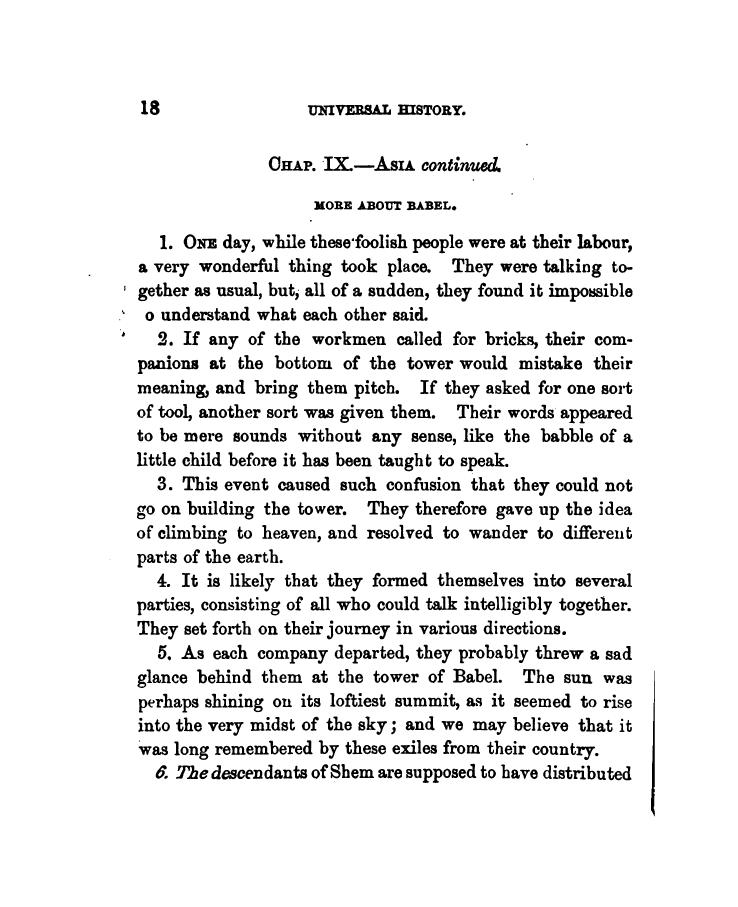 18 UNIVERSAL HISTORY.
CHAP. IX.—ASIA continued.
MORE ABOUT BABEL.
1. ONE day, while these foolish people were at their labour,
a very wonderful thing took place. They were talking to-
gether as usual, but, all of a sudden, they found it impossible
o understand what each other said.
2. If any of the workmen called for bricks, their com-
panions at the bottom of the tower would mistake their
meaning, and bring them pitch. If they asked for one sort
of tool, another sort was given them. Their words appeared
to be mere sounds without any sense, like the babble of a
little child before it has been taught to speak.
3. This event caused such confusion that they could not
go on building the tower. They therefore gave up the idea
of climbing to heaven, and resolved to wander to different
parts of the earth.
4. It is likely that they formed themselves into several
parties, consisting of all who could talk intelligibly together.
They set forth on their journey in various directions.
5. As each company departed, they probably threw a sad
glance behind them at the tower of Babel. The sun was
perhaps shining on its loftiest summit, as it seemed to rise
into the very midst of the sky; and we may believe that it
was long remembered by these exiles from their country.
6. The descendants of Shem are supposed to have distributed